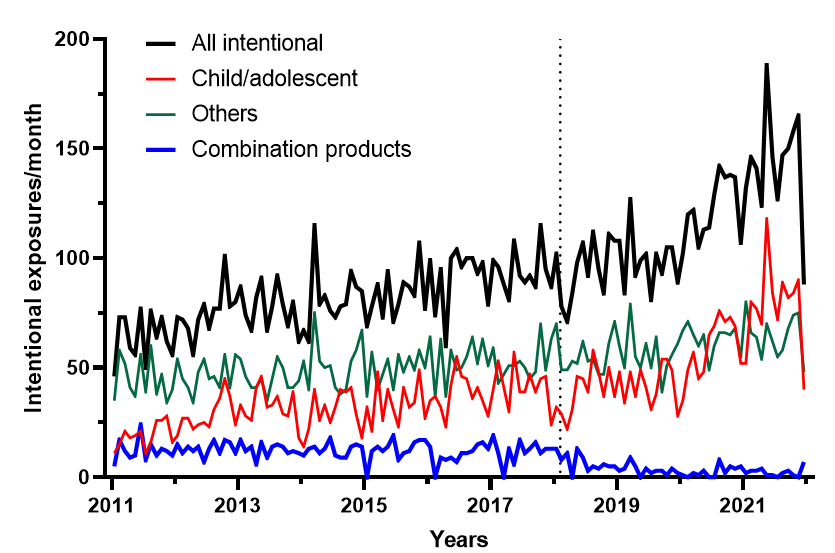 200
150
100
50
0
Intentional exposures/month
All intentional
Child/adolescent
Others
Combination products
2011 2013 2015 2017 2019 2021
Years